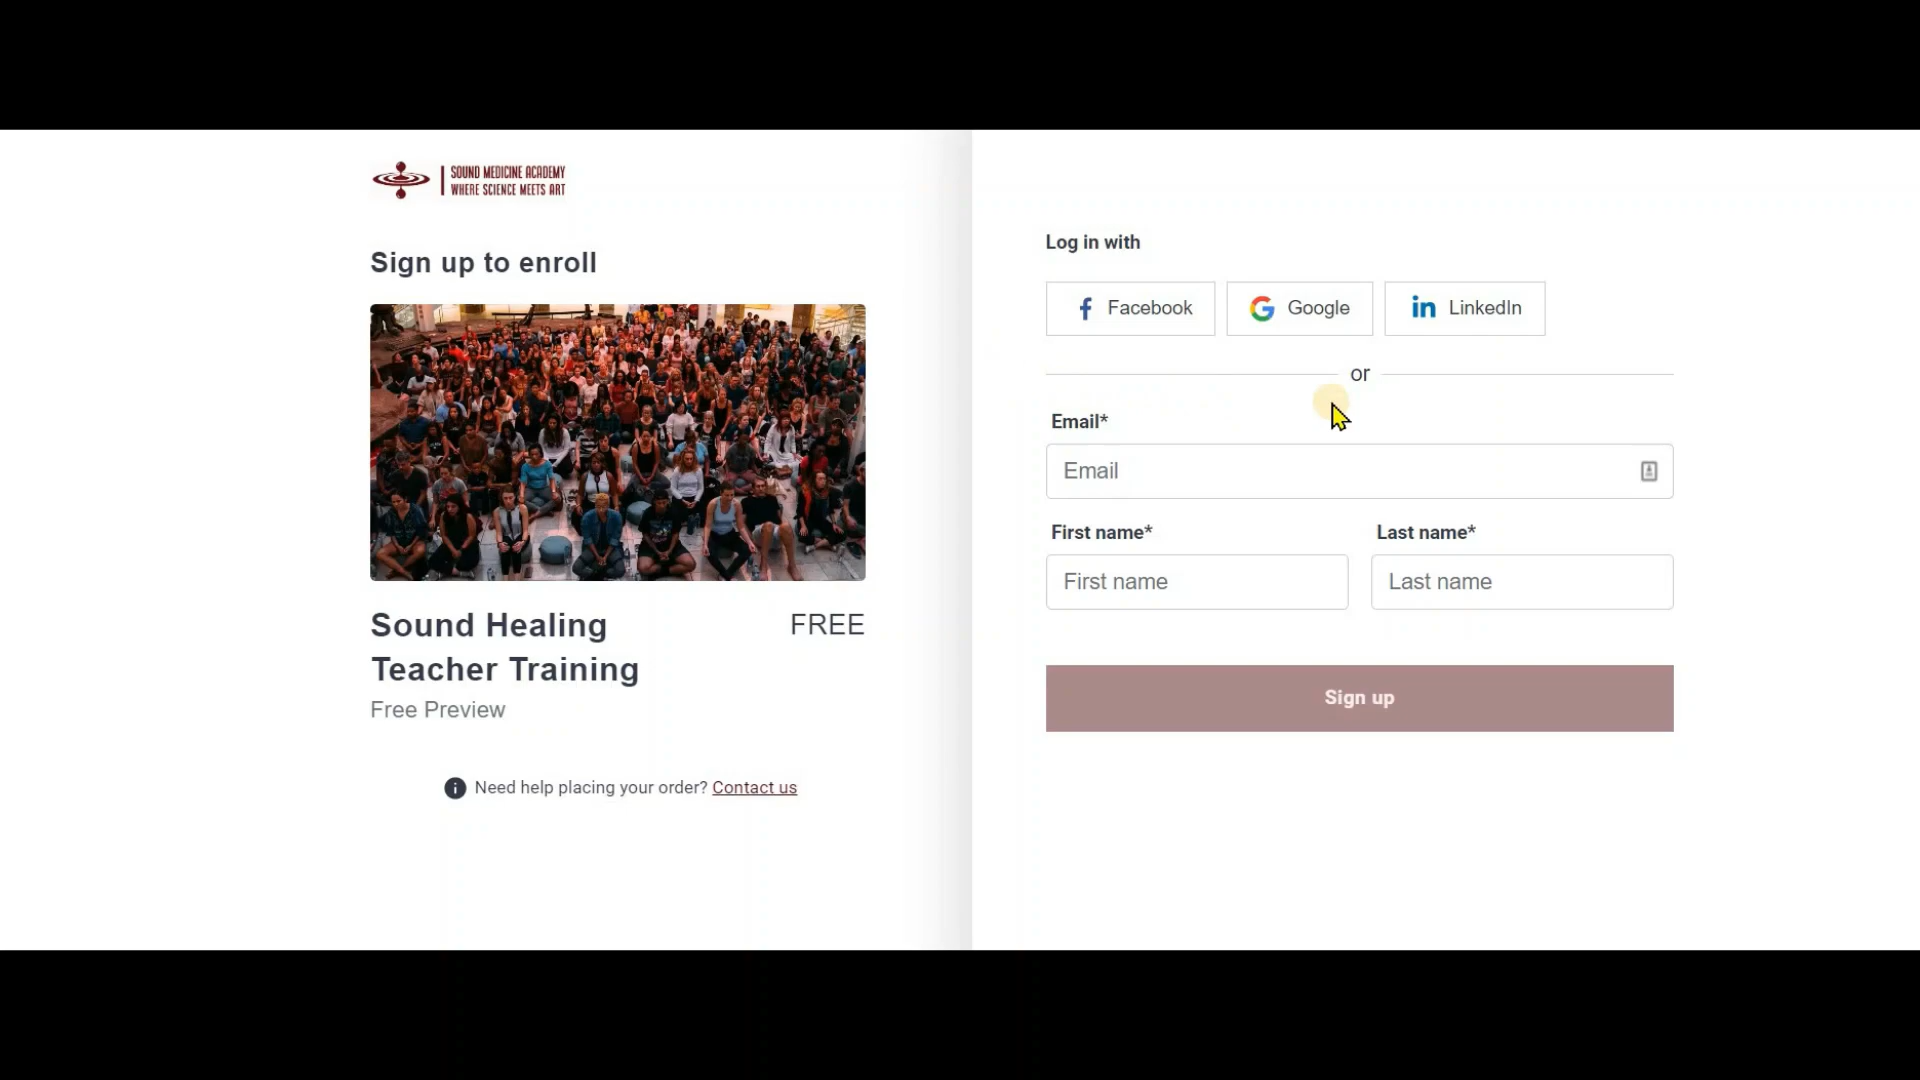 SOUND MEDICINE ACADEMY
WHERE SCIENCE MEETS ART
Sign up to enroll
Sound Healing
Teacher Training
FREE
Free Preview
Need help placing your order? Contact us
Log in with
Facebook
Google
LinkedIn
or
Email*
Email
First name*
Last name*
First name
Last name
Sign up